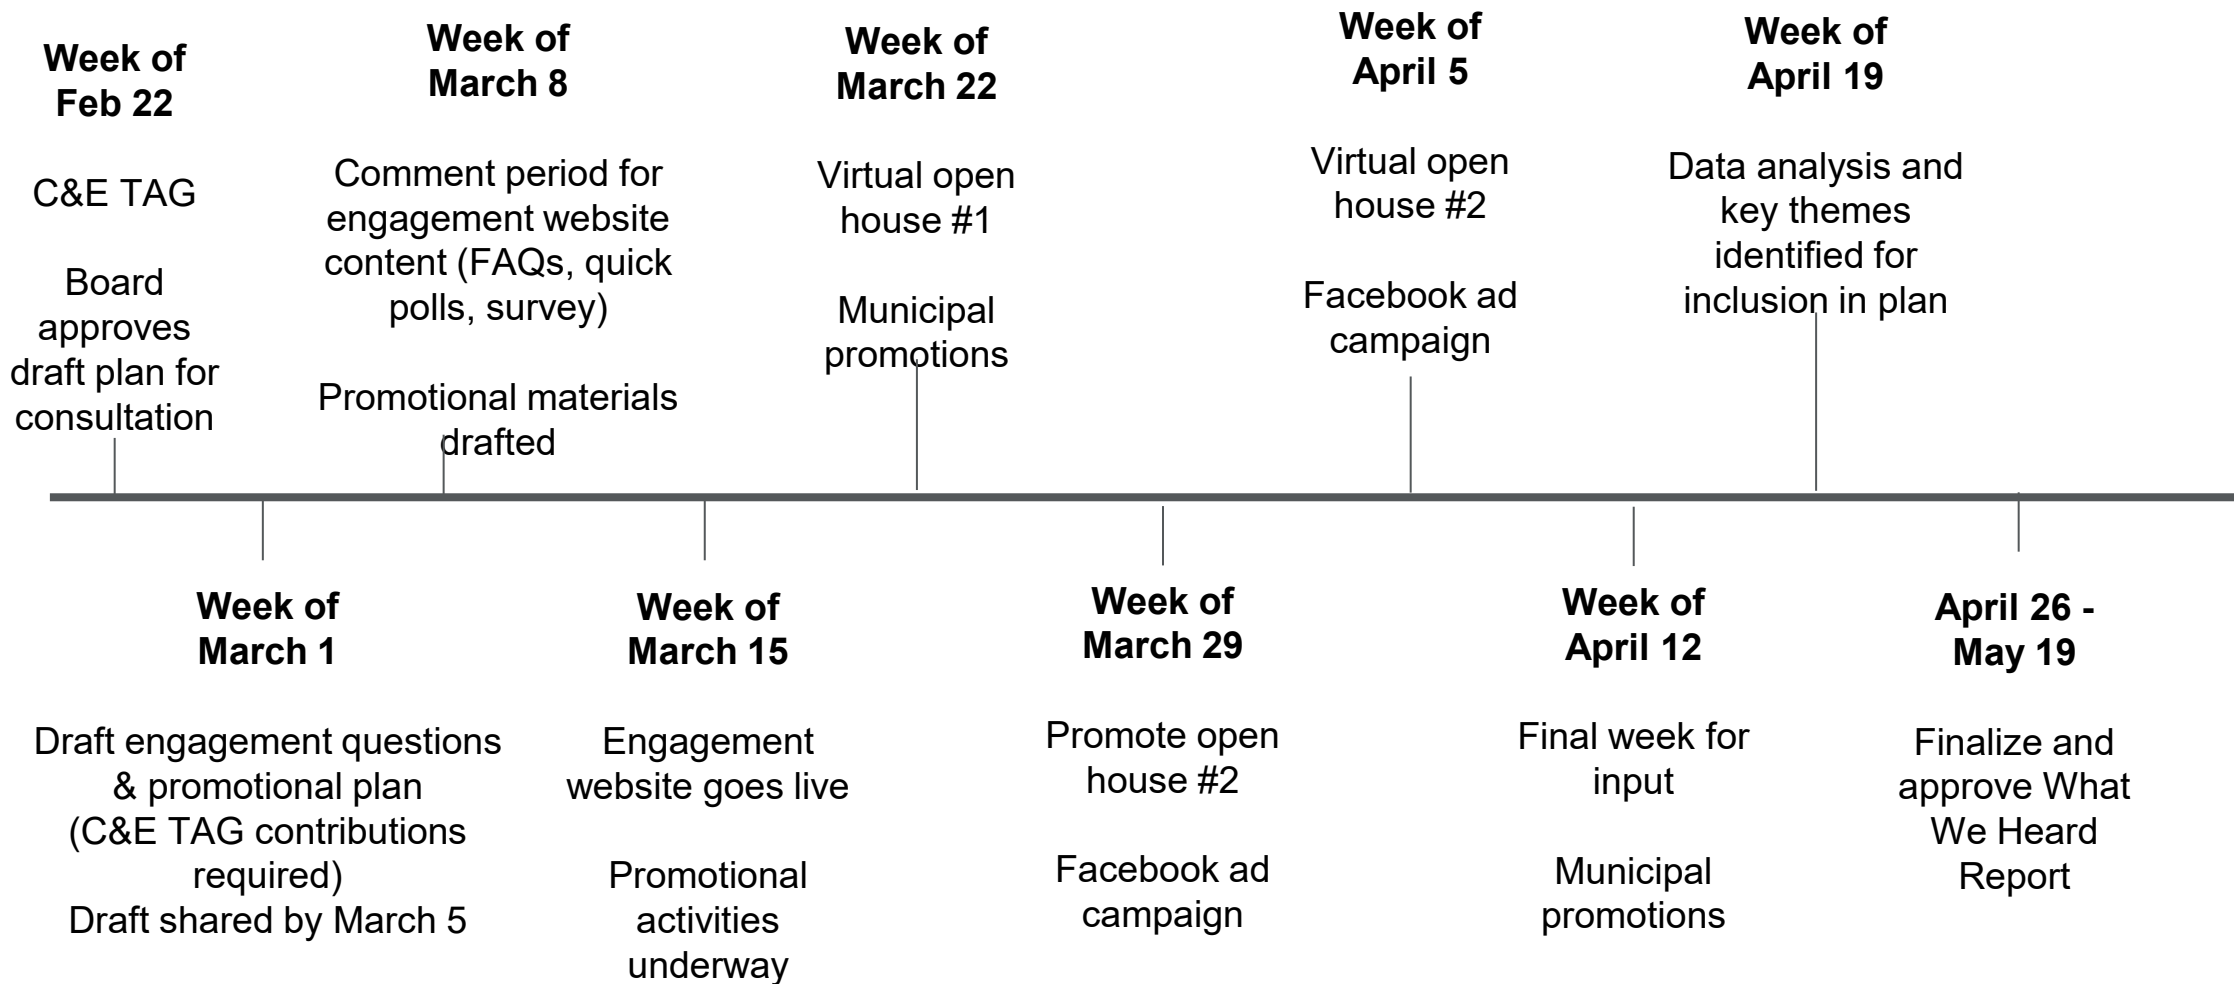 Week of
Feb 22
C&E TAG
Board
approves
draft plan for
consultation
Week of
March 8
Comment period for
engagement website
content (FAQs, quick
polls, survey)
Promotional materials
drafted
Week of
March 22
Virtual open
house #1
Municipal
promotions
Week of
April 5
Virtual open
house #2
Facebook ad
campaign
Week of
April 19
Data analysis and
key themes
identified for
inclusion in plan
Week of
March 1
Draft engagement questions
& promotional plan
(C&E TAG contributions
required)
Draft shared by March 5
Week of
March 15
Engagement
website goes live
Promotional
activities
underway
Week of
March 29
Promote open
house #2
Facebook ad
campaign
Week of
April 12
Final week for
input
Municipal
promotions
April 26 -
May 19
Finalize and
approve What
We Heard
Report